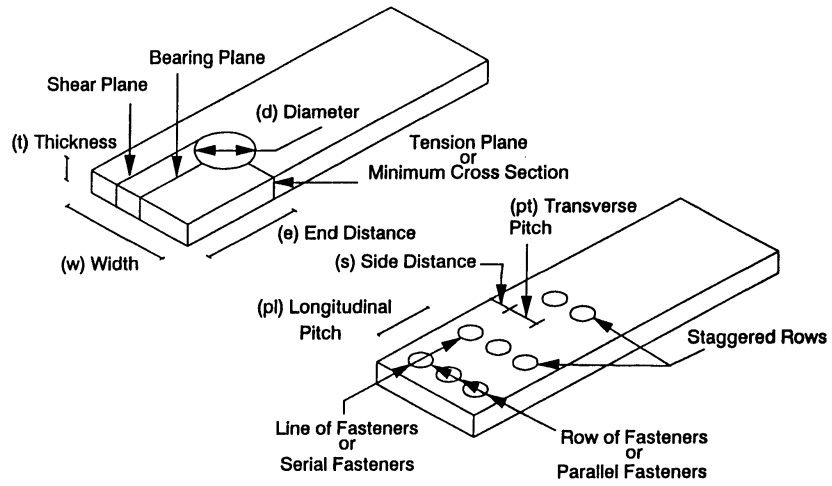 Bearing Plane
Shear Plane
(d) Diameter
(t) Thickness
Tension Plane
or
Minimum Cross Section
(e) End Distance
(w) Width
(pt) Transverse
Pitch
(s) Side Distance
(pl) Longitudinal
Pitch
Staggered Rows
Line of Fasteners
or
Serial Fasteners
Row of Fasteners
or
Parallel Fasteners